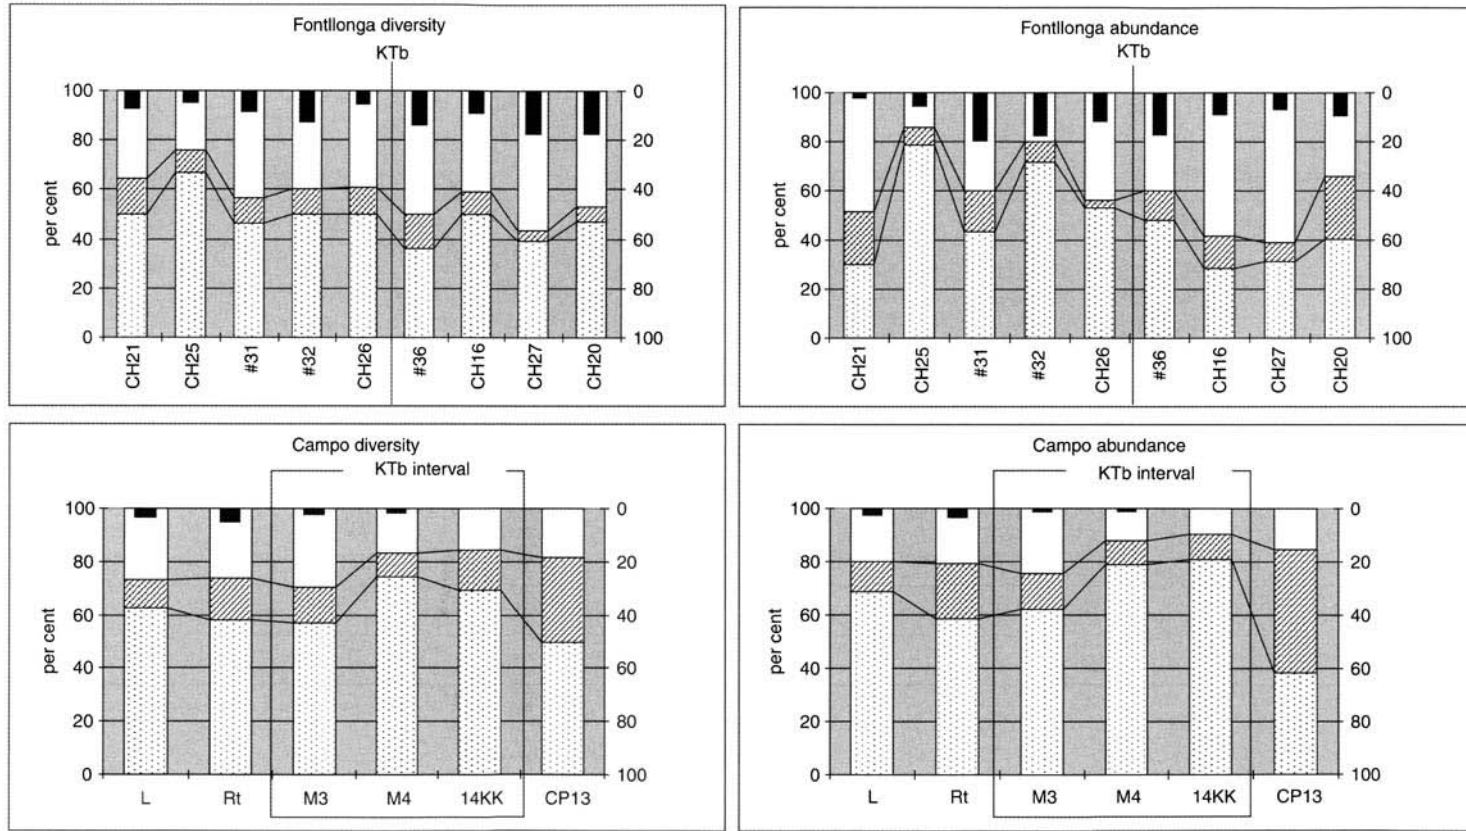 Fontllonga diversity
KTb
100
80
60
40
20
0
per cent
0
20
40
60
80
100
CH21
CH25
#31
#32
CH26
#36
CH16
CH27
CH20
Fontllonga abundance
KTb
100
80
60
40
20
0
per cent
0
20
40
60
80
100
CH21
CH25
#31
#32
CH26
#36
CH16
CH27
CH20
Campo diversity
KTb interval
100
80
60
40
20
0
per cent
0
20
40
60
80
100
L Rt M3 M4 14KK CP13
Campo abundance
KTb interval
100
80
60
40
20
0
per cent
0
20
40
60
80
100
L Rt M3 M4 14KK CP13